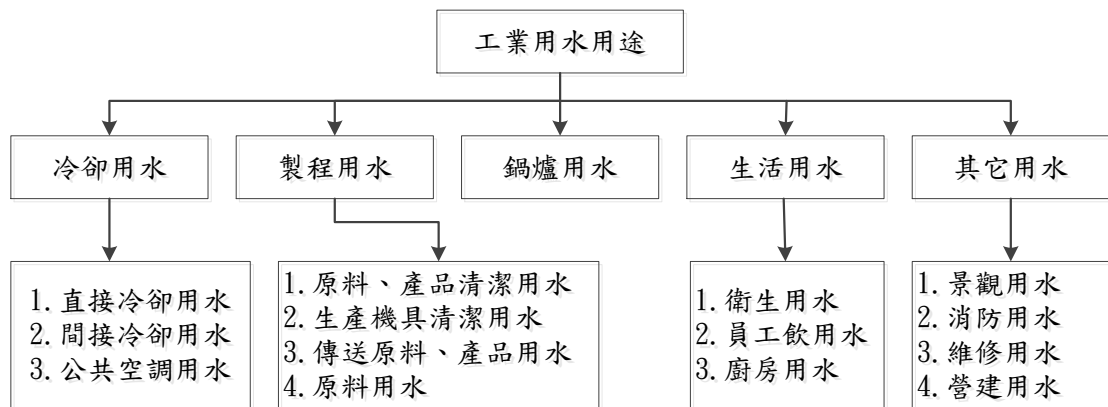 工業用水用途
冷卻用水
製程用水
鍋爐用水
生活用水
其它用水
1.直接冷卻用水
2.間接冷卻用水
3.公共空調用水
1.原料、產品清潔用水
2.生產機具清潔用水
3.傳送原料、產品用水
4.原料用水
1.衛生用水
2.員工飲用水
3.廚房用水
1.景觀用水
2.消防用水
3.維修用水
4.營建用水